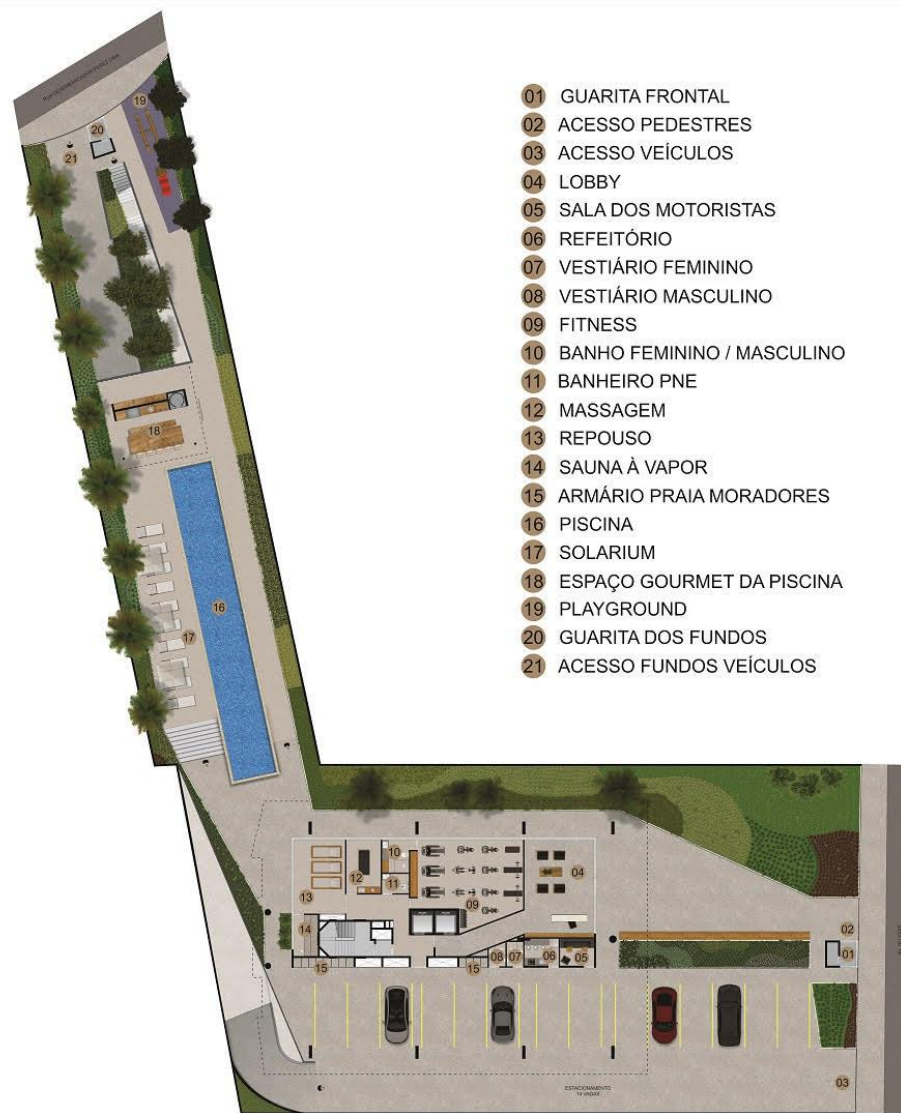 RUA DESEMBARGADOR
01 GUARITA FRONTAL
02 ACESSO PEDESTRES
03 ACESSO VEÍCULOS
04 LOBBY
05 SALA DOS MOTORISTAS
06 REFEITÓRIO
07 VESTIÁRIO FEMININO
08 VESTIÁRIO MASCULINO
09 FITNESS
10 BANHO FEMININO / MASCULINO
11 BANHEIRO PNE
12 MASSAGEM
13 REPOUSO
14 SAUNA À VAPOR
15 ARMÁRIO PRAIA MORADORES
16 PISCINA
17 SOLARIUM
18 ESPAÇO GOURMET DA PISCINA
19 PLAYGROUND
20 GUARITA DOS FUNDOS
21 ACESSO FUNDOS VEÍCULOS
19
20
21
18
16
17
10
12
11
04
13
09
14
02
15
15
08
07
06
05
01
03
ESTACIONAMENTO
14 VAGAS